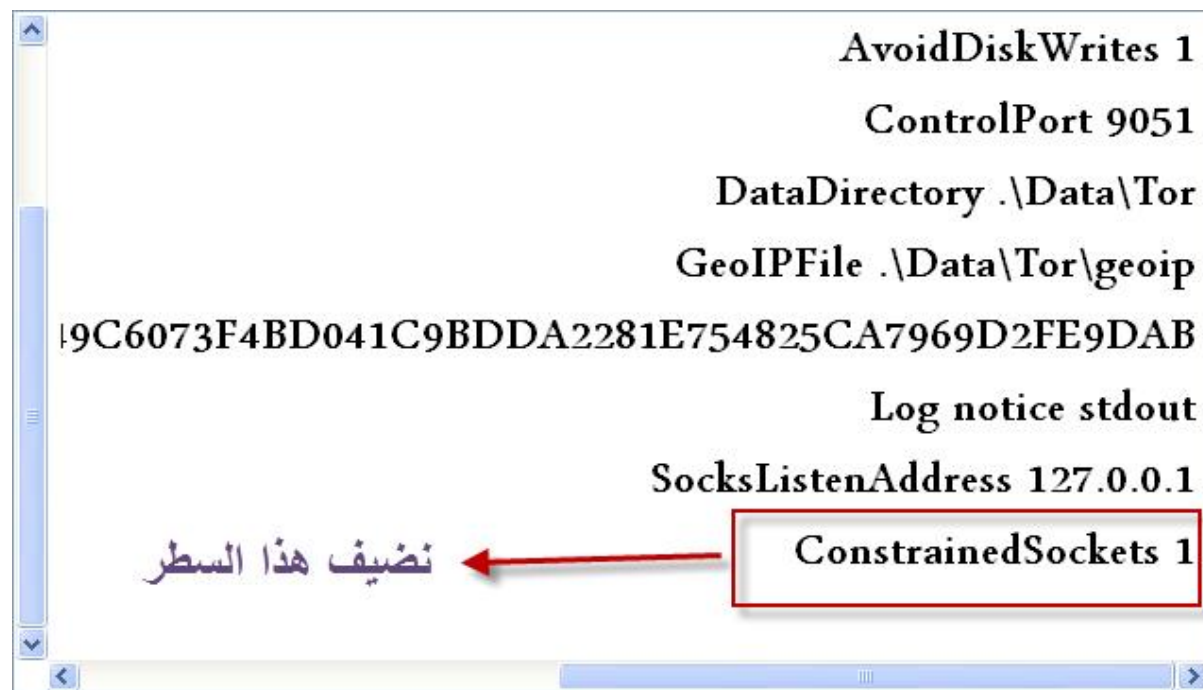 AvoidDiskWrites 1
ControlPort 9051
DataDirectory .\Data\Tor
GeoIPFile .\Data\Tor\geoip
49C6073F4BD041C9BDDA2281E754825CA7969D2FE9DAB
Log notice stdout
SocksListenAddress 127.0.0.1
ConstrainedSockets 1
نضيف هذا السطر